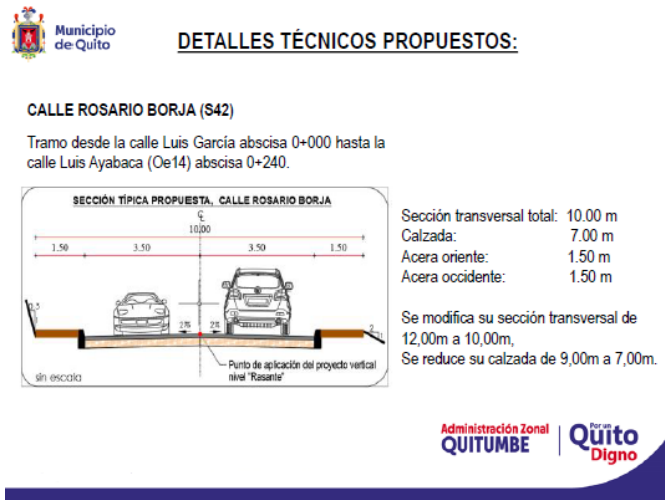 Municipio
de Quito
DETALLES TÉCNICOS PROPUESTOS:
CALLE ROSARIO BORJA (S42)
Tramo desde la calle Luis García abscisa 0+000 hasta la
calle Luis Ayabaca (Oe14) abscisa 0+240.
SECCIÓN TÍPICA PROPUESTA, CALLE ROSARIO BORJA
10.00
1.50 3.50 3.50 1.50
2% 2%
Punto de aplicación del proyecto vertical
nivel "Rasante"
sin escala
Sección transversal total: 10.00 m
Calzada: 7.00 m
Acera oriente: 1.50 m
Acera occidente: 1.50 m
Se modifica su sección transversal de
12,00m a 10,00m,
Se reduce su calzada de 9,00m a 7,00m.
Administración Zonal
QUITUMBE
Por un
Quito
Digno